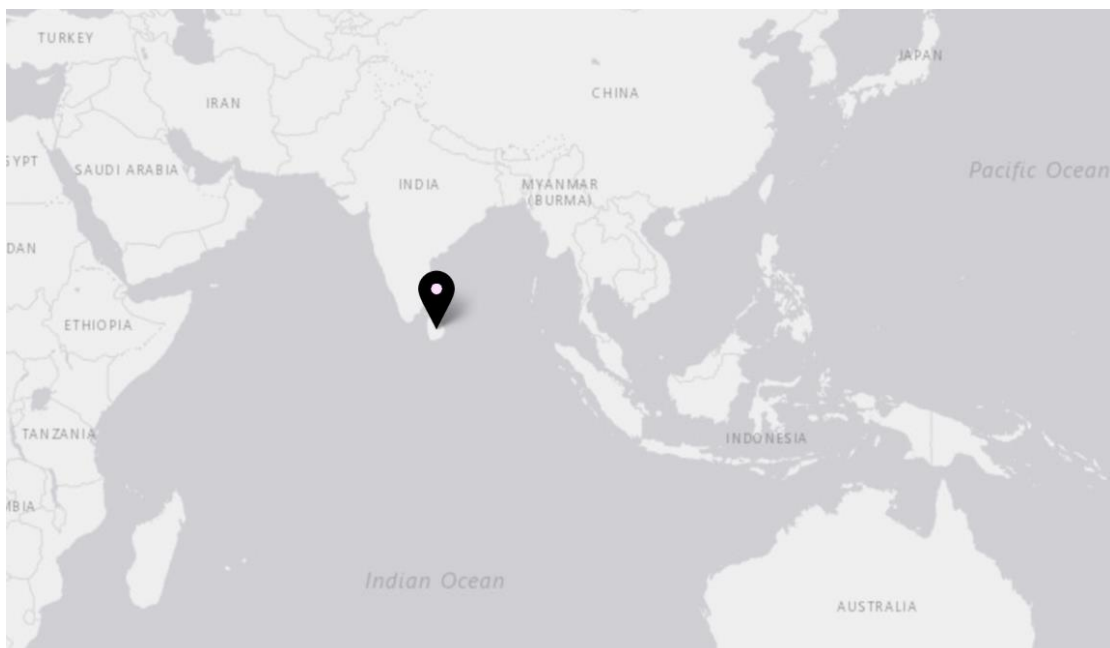 TURKEY
JAPAN
CHINA
IRAN
GYPT
SAUDI ARABIA
Pacific Ocean
INDIA
MYANMAR
(BURMA)
DAN
ETHIOPIA
TANZANIA
INDONESIA
MBIA
Indian Ocean
AUSTRALIA